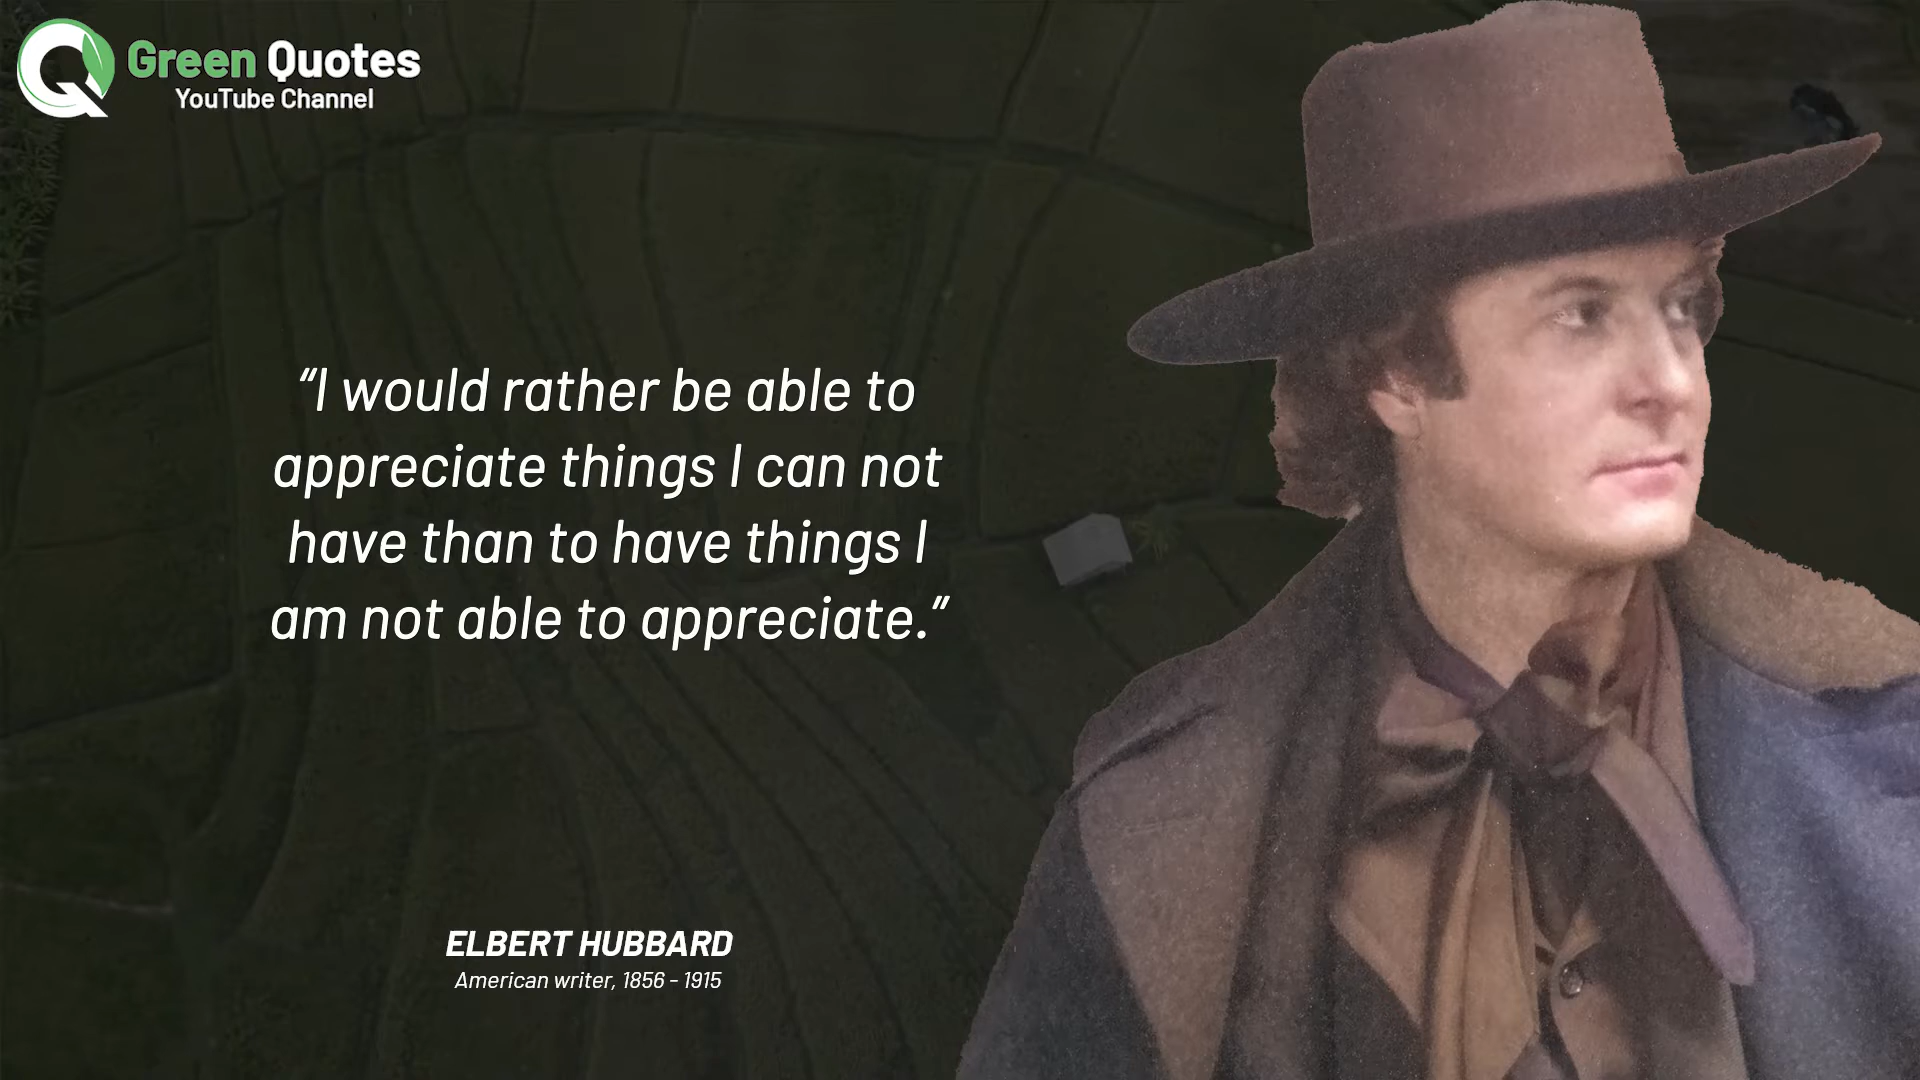 Green Quotes
YouTube Channel
“I would rather be able to
appreciate things I can not
have than to have things I
am not able to appreciate.”
ELBERT HUBBARD
American writer, 1856 - 1915